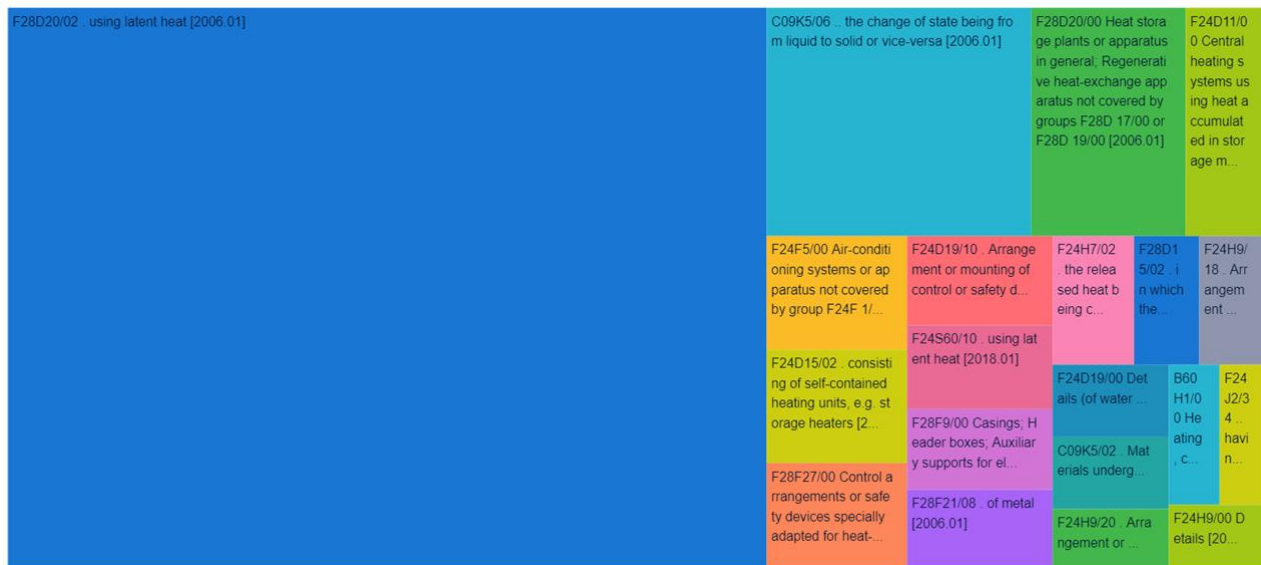 F28D20/02 . using latent heat [2006.01]
C09K5/06 .. the change of state being fro
m liquid to solid or vice-versa [2006.01]
F28D20/00 Heat stora
ge plants or apparatus
in general; Regenerati
ve heat-exchange app
aratus not covered by
groups F28D 17/00 or
F28D 19/00 [2006.01]
F24D11/0
0 Central
heating s
ystems us
ing heat a
ccumulat
ed in stor
age m...
F24F5/00 Air-conditi
oning systems or ap
paratus not covered
by group F24F 1/...
F24D19/10 . Arrange
ment or mounting of
control or safety d...
F24H7/02
. the relea
sed heat b
eing c...
F28D1
5/02 . i
n which
the...
F24H9/
18 . Arr
angem
ent ...
F24S60/10 . using lat
ent heat [2018.01]
F24D15/02 . consisti
ng of self-contained
heating units, e.g. st
orage heaters [2...
F24D19/00 Det
ails (of water ...
B60
H1/0
0 He
ating
, c...
F24
J2/3
4 ..
havi
n...
F28F9/00 Casings; H
eader boxes; Auxiliar
y supports for el...
C09K5/02 . Mat
erials underg...
F28F27/00 Control a
rrangements or safe
ty devices specially
adapted for heat-...
F28F21/08 . of metal
[2006.01]
F24H9/20 . Arra
ngement or ...
F24H9/00 D
etails [20...